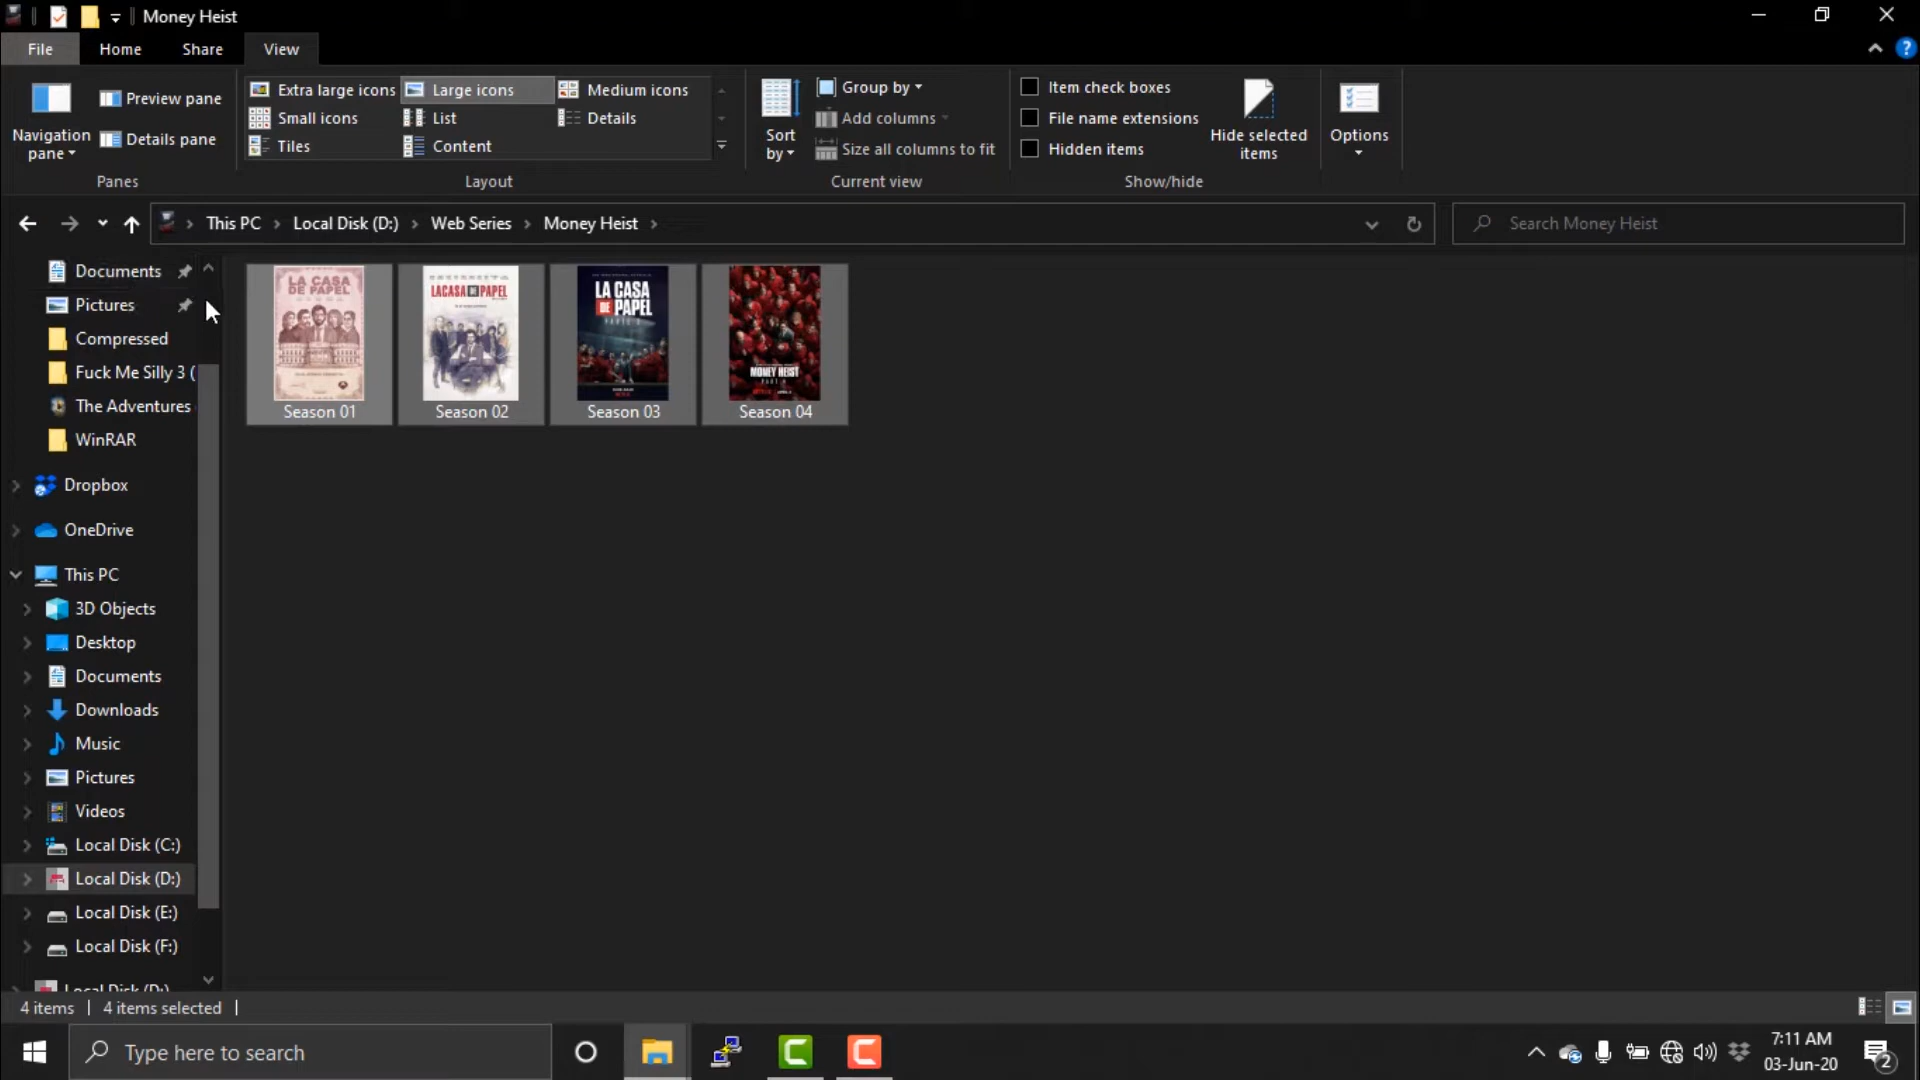 Money Heist
File Home Share View
Navigation pane
Preview pane
Details pane
Panes
Extra large icons Large icons Medium icons
Small icons List Details
Tiles Content
Layout
Sort by
Group by
Add columns
Size all columns to fit
Current view
Item check boxes
File name extensions
Hidden items
Hide selected items
Show/hide
Options
This PC Local Disk (D:) Web Series Money Heist
Search Money Heist
Documents
Pictures
Compressed
Fuck Me Silly 3 (
The Adventures
WinRAR
Dropbox
OneDrive
This PC
3D Objects
Desktop
Documents
Downloads
Music
Pictures
Videos
Local Disk (C:)
Local Disk (D:)
Local Disk (E:)
Local Disk (F:)
Local Disk (D:)
LA CASA
DE PAPEL
LA CASA DE PAPEL
LA CASA
DE PAPEL
MONEY HEIST
Season 01 Season 02 Season 03 Season 04
4 items 4 items selected
Type here to search
7:11 AM
03-Jun-20
2